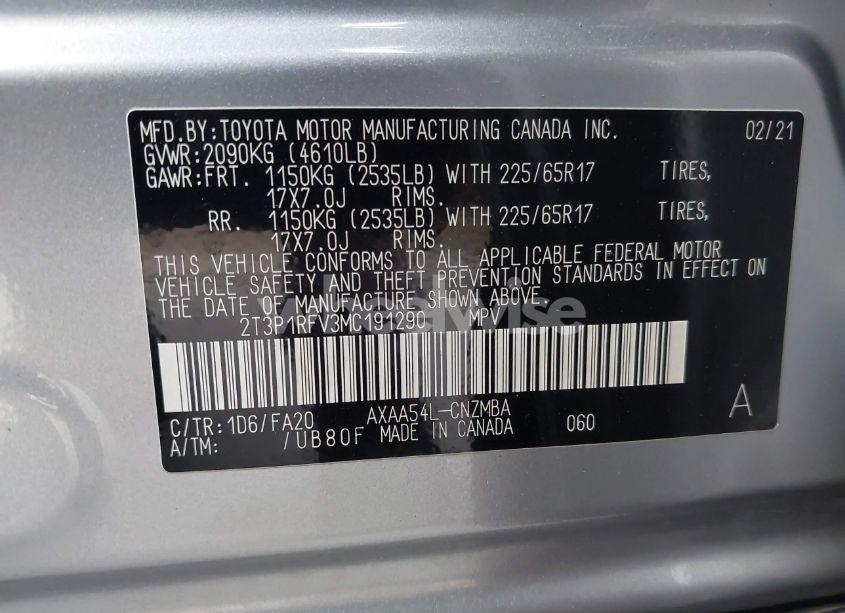 MFD.BY:TOYOTA MOTOR MANUFACTURING CANADA INC. 02/21
GVWR:2090KG (4610LB)
GAWR:FRT. 1150KG (2535LB) WITH 225/65R17 TIRES,
17X7.0J RIMS.
RR. 1150KG (2535LB) WITH 225/65R17 TIRES,
17X7.0J RIMS.
THIS VEHICLE CONFORMS TO ALL APPLICABLE FEDERAL MOTOR
VEHICLE SAFETY AND THEFT PREVENTION STANDARDS IN EFFECT ON
THE DATE OF MANUFACTURE SHOWN ABOVE.
2T3P1RFV3MC191290 MPV
C/TR:1D6/FA20 AXAA54L-CNZMBA A
A/TM: /UB80F MADE IN CANADA 060